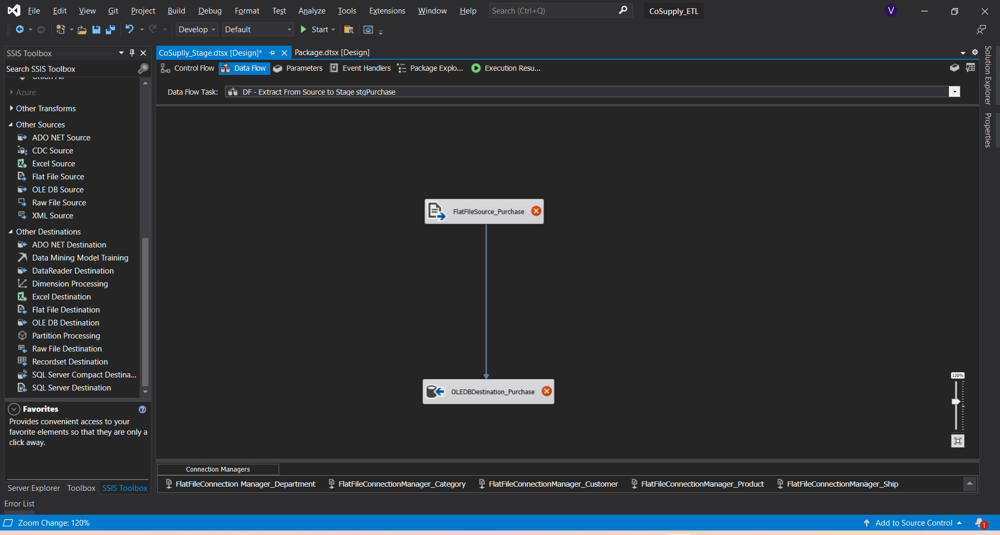 File Edit View Git Project Build Debug Format Test Analyze Tools Extensions Window Help Search (Ctrl+Q) CoSupply_ETL V
Develop Default Start
SSIS Toolbox
Search SSIS Toolbox
Union All
Azure
Other Transforms
Other Sources
ADO NET Source
CDC Source
Excel Source
Flat File Source
OLE DB Source
Raw File Source
XML Source
Other Destinations
ADO NET Destination
Data Mining Model Training
DataReader Destination
Dimension Processing
Excel Destination
Flat File Destination
OLE DB Destination
Partition Processing
Raw File Destination
Recordset Destination
SQL Server Compact Destina...
SQL Server Destination
Favorites
Provides convenient access to your
favorite elements so that they are only a
click away.
Server Explorer Toolbox SSIS Toolbox
CoSuplly_Stage.dtsx [Design]* Package.dtsx [Design]
Control Flow Data Flow Parameters Event Handlers Package Explo... Execution Resu...
Data Flow Task: DF - Extract From Source to Stage stgPurchase
FlatFileSource_Purchase
OLEDBDestination_Purchase
120%
Connection Managers
FlatFileConnection Manager_Department FlatFileConnectionManager_Category FlatFileConnectionManager_Customer FlatFileConnectionManager_Product FlatFileConnectionManager_Ship
Solution Explorer
Properties
Error List
Zoom Change: 120% Add to Source Control 1